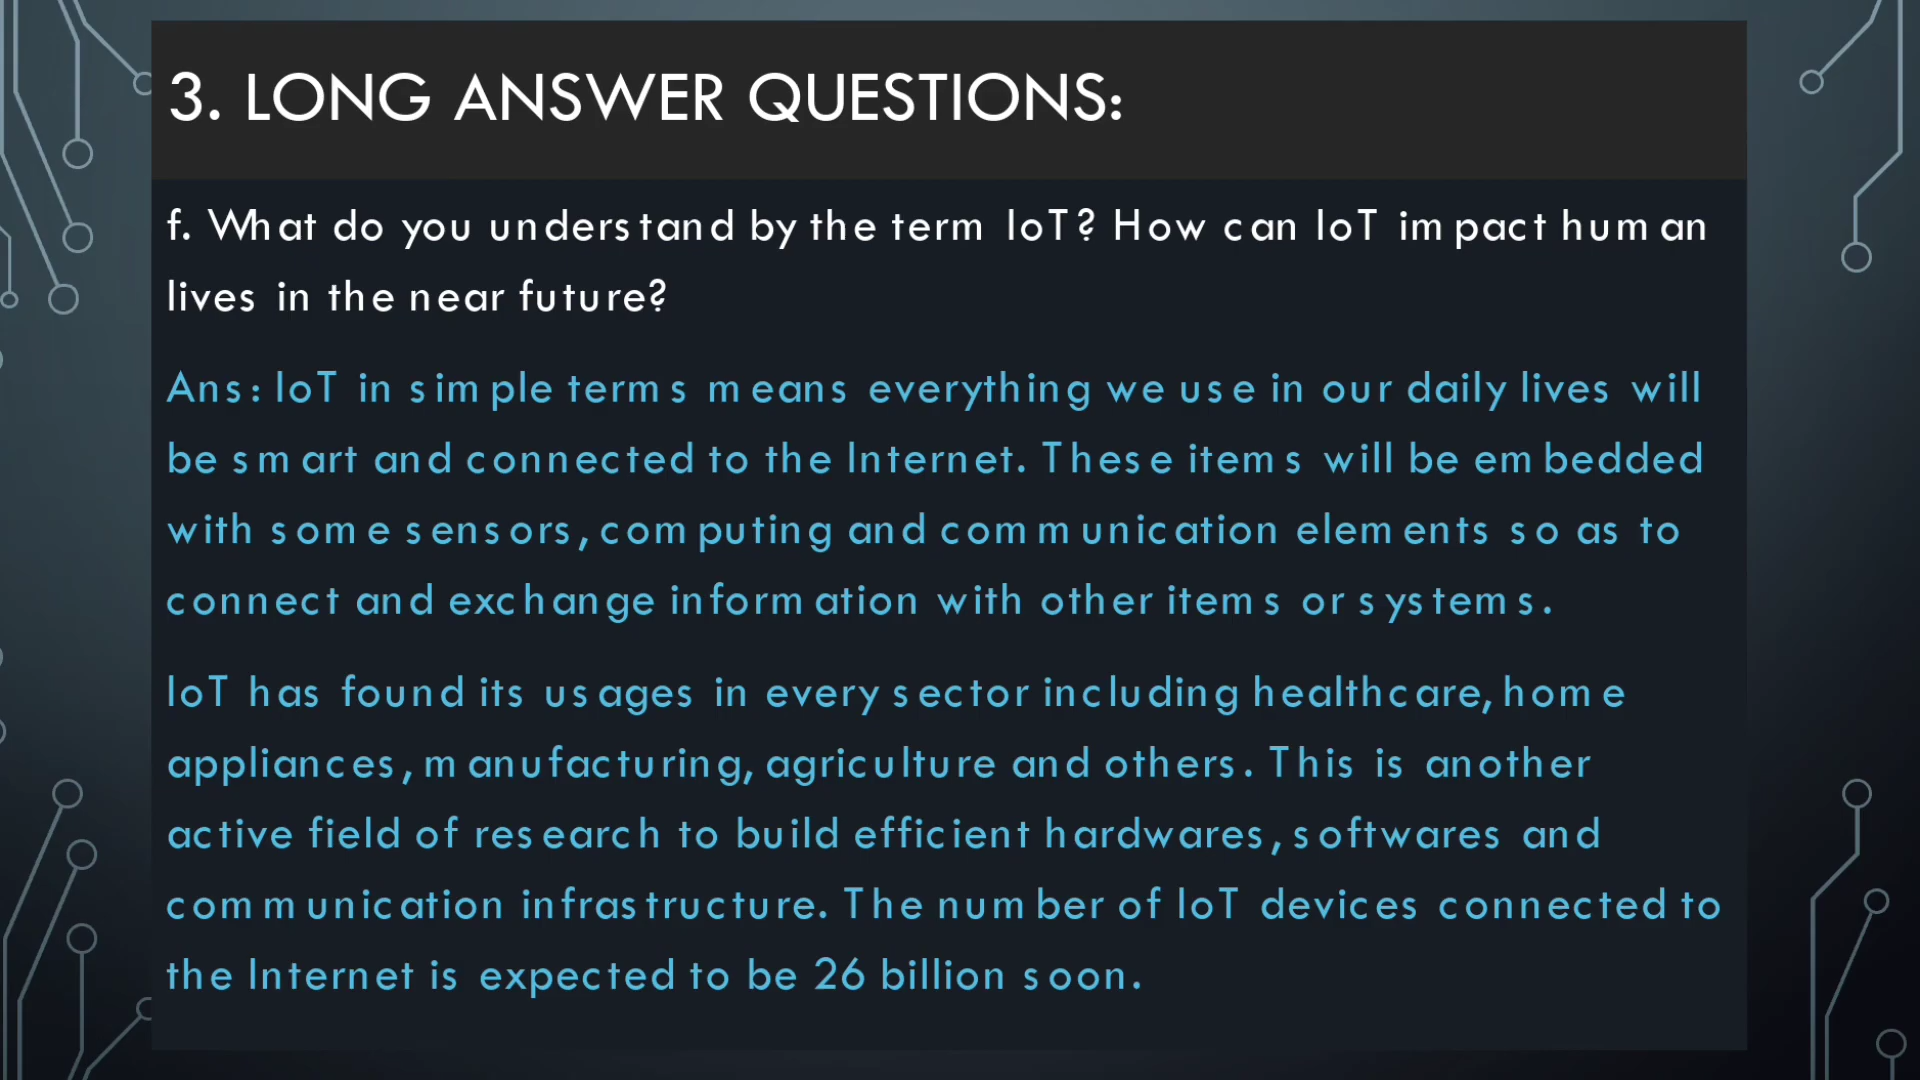 3. LONG ANSWER QUESTIONS:
f. What do you understand by the term IoT? How can IoT impact human
lives in the near future?
Ans: IoT in simple terms means everything we use in our daily lives will
be smart and connected to the Internet. These items will be embedded
with some sensors, computing and communication elements so as to
connect and exchange information with other items or systems.
IoT has found its usages in every sector including healthcare, home
appliances, manufacturing, agriculture and others. This is another
active field of research to build efficient hardwares, softwares and
communication infrastructure. The number of IoT devices connected to
the Internet is expected to be 26 billion soon.